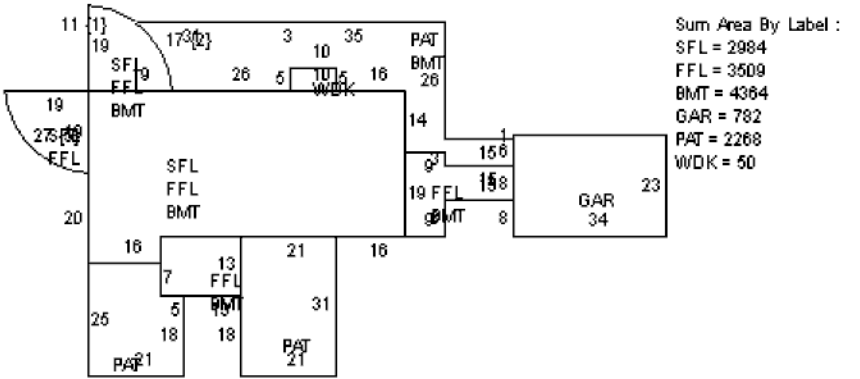 11 {1}
19
17 {2}
3
35
PAT
BMT
26
SFL
FFL
BMT
19
26
5
10
10
5
WDK
16
14
19
FFL
20
SFL
FFL
BMT
1
15
6
9
3
15
18
19
FFL
BMT
8
GAR
34
23
16
21
16
7
13
FFL
BMT
5
18
18
25
PAT
21
31
PAT
21
Sum Area By Label :
SFL = 2984
FFL = 3509
BMT = 4364
GAR = 782
PAT = 2268
WDK = 50